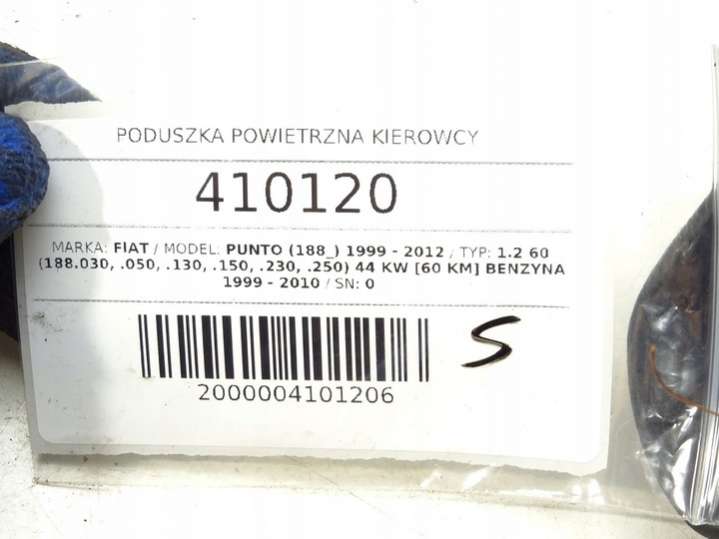 PODUSZKA POWIETRZNA KIEROWCY
410120
MARKA: FIAT / MODEL: PUNTO (188_) 1999 - 2012 / TYP: 1.2 60
(188.030, .050, .130, .150, .230, .250) 44 KW [60 KM] BENZYNA
1999 - 2010 / SN: 0
S
2000004101206